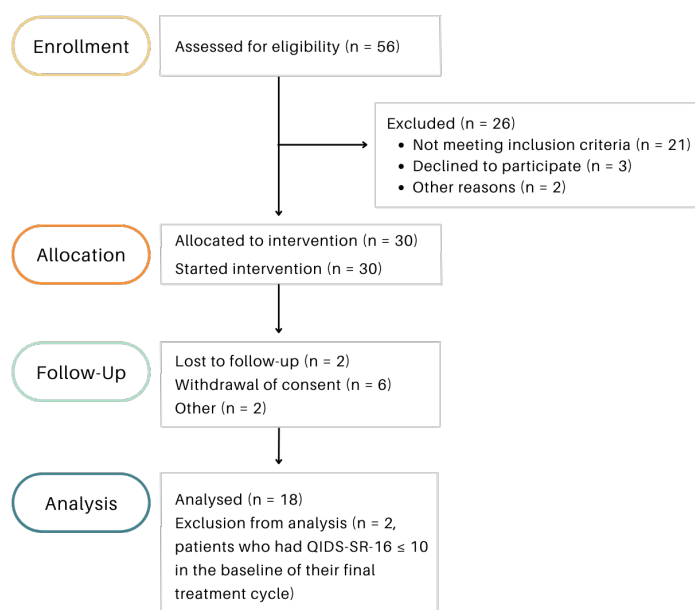 Enrollment
Assessed for eligibility (n = 56)
Excluded (n = 26)
• Not meeting inclusion criteria (n = 21)
• Declined to participate (n = 3)
• Other reasons (n = 2)
Allocation
Allocated to intervention (n = 30)
Started intervention (n = 30)
Follow-Up
Lost to follow-up (n = 2)
Withdrawal of consent (n = 6)
Other (n = 2)
Analysis
Analysed (n = 18)
Exclusion from analysis (n = 2,
patients who had QIDS-SR-16 ≤ 10
in the baseline of their final
treatment cycle)